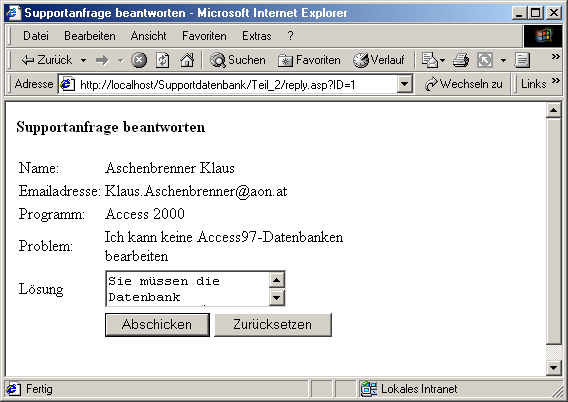 Supportanfrage beantworten - Microsoft Internet Explorer
Datei Bearbeiten Ansicht Favoriten Extras ?
Zurück Suchen Favoriten Verlauf
Adresse http://localhost/Supportdatenbank/Teil_2/reply.asp?ID=1 Wechseln zu Links
Supportanfrage beantworten
Name: Aschenbrenner Klaus
Emailadresse: Klaus.Aschenbrenner@aon.at
Programm: Access 2000
Problem: Ich kann keine Access97-Datenbanken
bearbeiten
Lösung Sie müssen die
Datenbank
Abschicken Zurücksetzen
Fertig Lokales Intranet